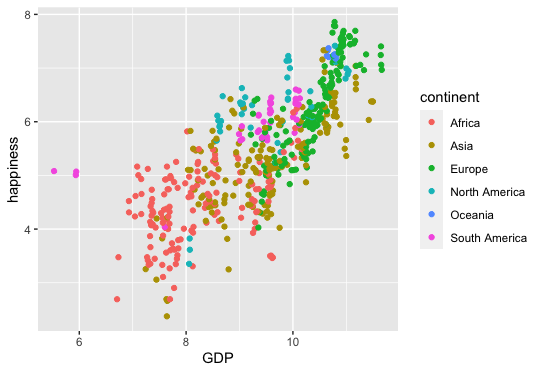 8
6
4
happiness
6
8
10
GDP
continent
Africa
Asia
Europe
North America
Oceania
South America